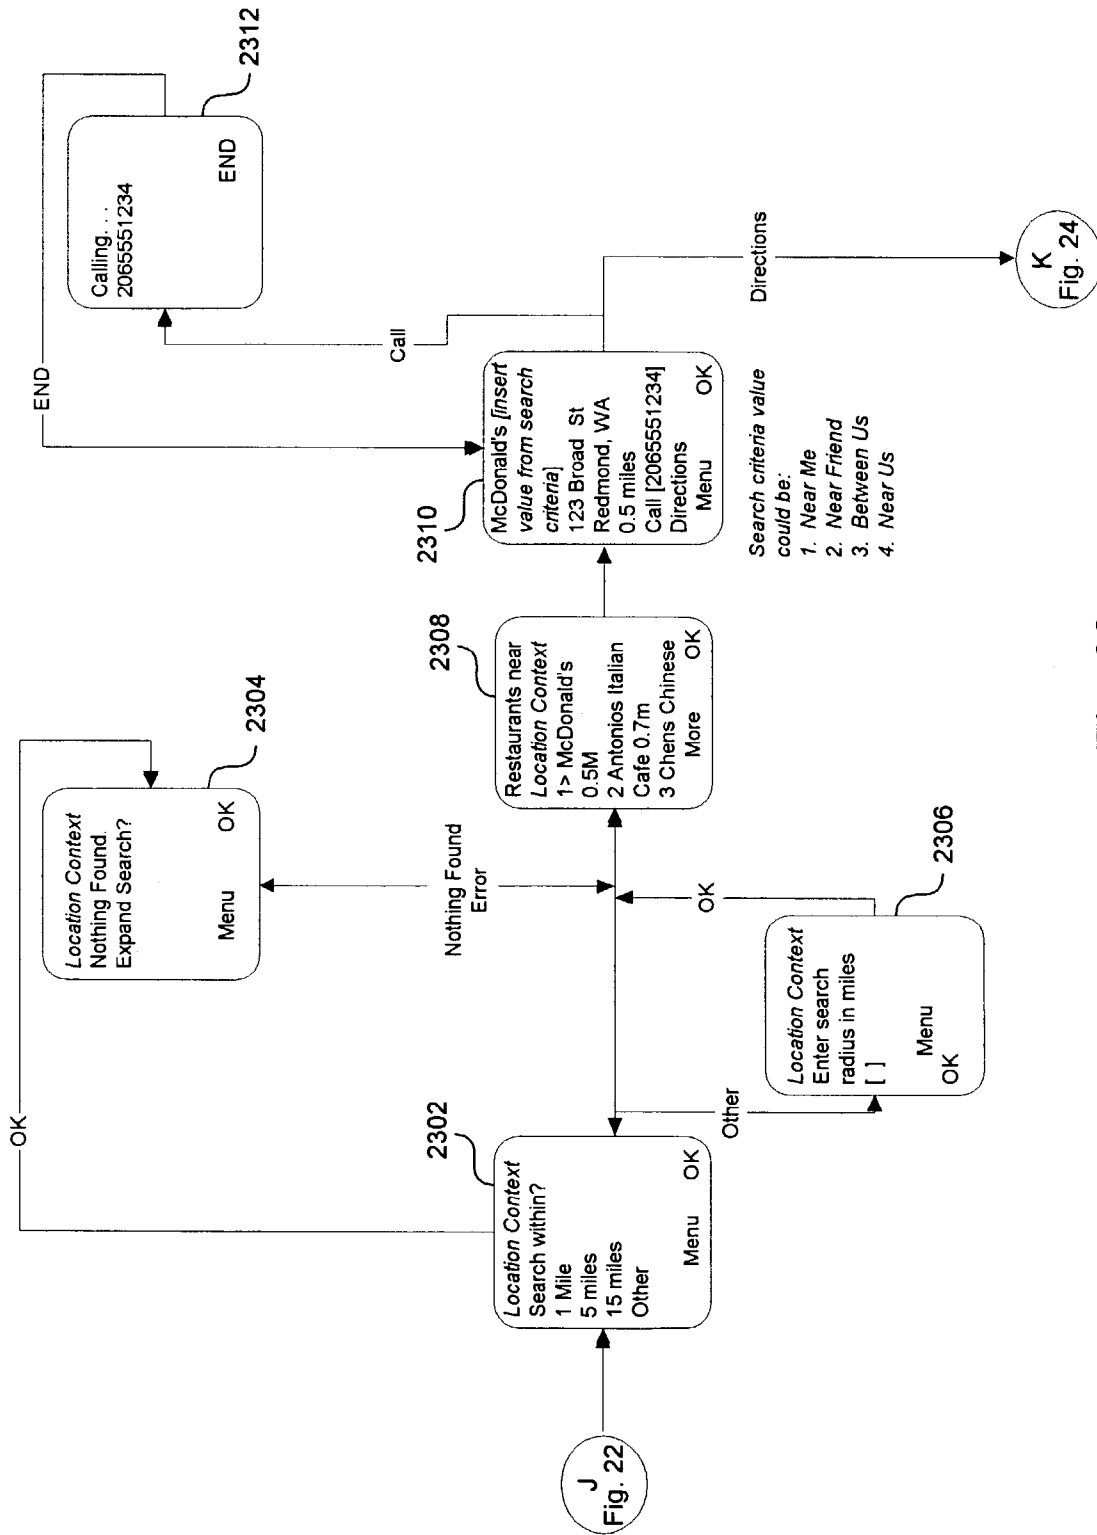 J
Fig. 22
2302
Location Context
Search within?
1 Mile
5 miles
15 miles
Other
Menu OK
OK
2304
Location Context
Nothing Found.
Expand Search?
Menu OK
Nothing Found
Error
Other
2306
Location Context
Enter search
radius in miles
[ ]
Menu
OK
OK
2308
Restaurants near
Location Context
1> McDonald's
0.5M
2 Antonios Italian
Cafe 0.7m
3 Chens Chinese
More OK
2310
McDonald's [insert
value from search
criteria]
123 Broad St
Redmond, WA
0.5 miles
Call [2065551234]
Directions
Menu OK
Search criteria value
could be:
1. Near Me
2. Near Friend
3. Between Us
4. Near Us
END
Call
2312
Calling. . .
2065551234
END
Directions
K
Fig. 24